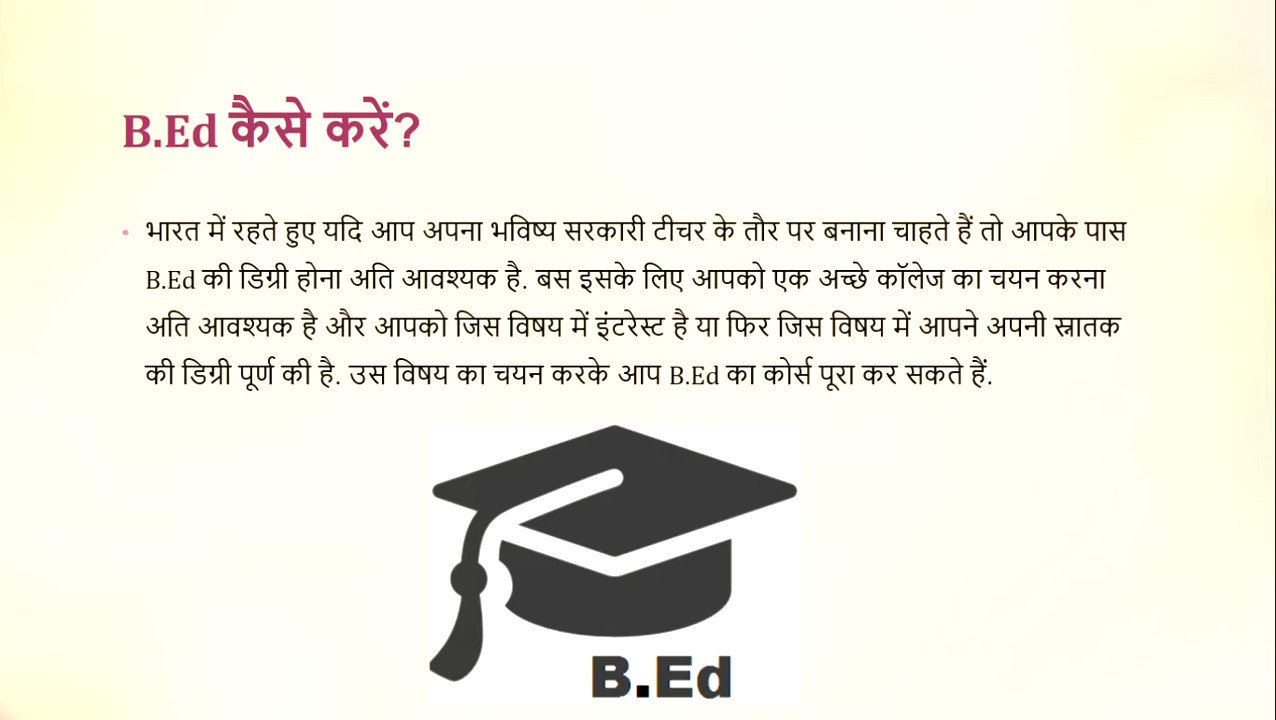 B.Ed कैसे करें?
• भारत में रहते हुए यदि आप अपना भविष्य सरकारी टीचर के तौर पर बनाना चाहते हैं तो आपके पास
B.Ed की डिग्री होना अति आवश्यक है. बस इसके लिए आपको एक अच्छे कॉलेज का चयन करना
अति आवश्यक है और आपको जिस विषय में इंटरेस्ट है या फिर जिस विषय में आपने अपनी स्नातक
की डिग्री पूर्ण की है. उस विषय का चयन करके आप B.Ed का कोर्स पूरा कर सकते हैं.
B.Ed